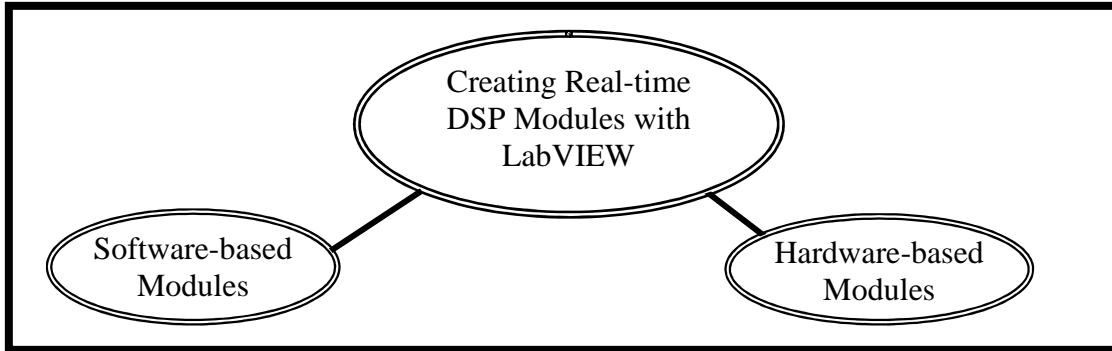 Creating Real-time
DSP Modules with
LabVIEW
Software-based
Modules
Hardware-based
Modules